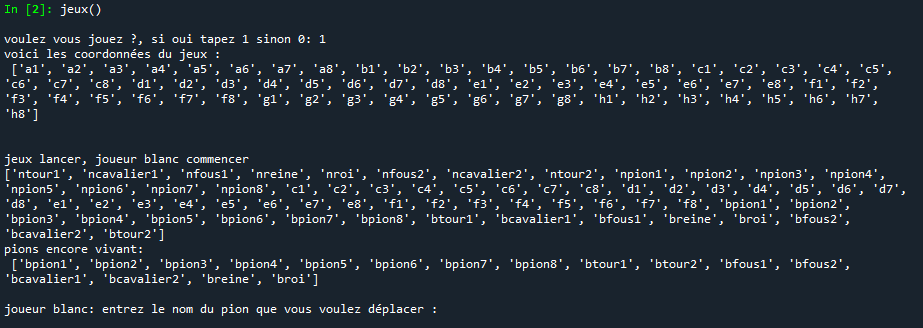 In [2]: jeux()
voulez vous jouez ?, si oui tapez 1 sinon 0: 1
voici les coordonnées du jeux :
['a1', 'a2', 'a3', 'a4', 'a5', 'a6', 'a7', 'a8', 'b1', 'b2', 'b3', 'b4', 'b5', 'b6', 'b7', 'b8', 'c1', 'c2', 'c3', 'c4', 'c5',
'c6', 'c7', 'c8', 'd1', 'd2', 'd3', 'd4', 'd5', 'd6', 'd7', 'd8', 'e1', 'e2', 'e3', 'e4', 'e5', 'e6', 'e7', 'e8', 'f1', 'f2',
'f3', 'f4', 'f5', 'f6', 'f7', 'f8', 'g1', 'g2', 'g3', 'g4', 'g5', 'g6', 'g7', 'g8', 'h1', 'h2', 'h3', 'h4', 'h5', 'h6', 'h7',
'h8']
jeux lancer, joueur blanc commencer
['ntour1', 'ncavalier1', 'nfous1', 'nreine', 'nroi', 'nfous2', 'ncavalier2', 'ntour2', 'npion1', 'npion2', 'npion3', 'npion4',
'npion5', 'npion6', 'npion7', 'npion8', 'c1', 'c2', 'c3', 'c4', 'c5', 'c6', 'c7', 'c8', 'd1', 'd2', 'd3', 'd4', 'd5', 'd6', 'd7',
'd8', 'e1', 'e2', 'e3', 'e4', 'e5', 'e6', 'e7', 'e8', 'f1', 'f2', 'f3', 'f4', 'f5', 'f6', 'f7', 'f8', 'bpion1', 'bpion2',
'bpion3', 'bpion4', 'bpion5', 'bpion6', 'bpion7', 'bpion8', 'btour1', 'bcavalier1', 'bfous1', 'breine', 'broi', 'bfous2',
'bcavalier2', 'btour2']
pions encore vivant:
['bpion1', 'bpion2', 'bpion3', 'bpion4', 'bpion5', 'bpion6', 'bpion7', 'bpion8', 'btour1', 'btour2', 'bfous1', 'bfous2',
'bcavalier1', 'bcavalier2', 'breine', 'broi']
joueur blanc: entrez le nom du pion que vous voulez déplacer :